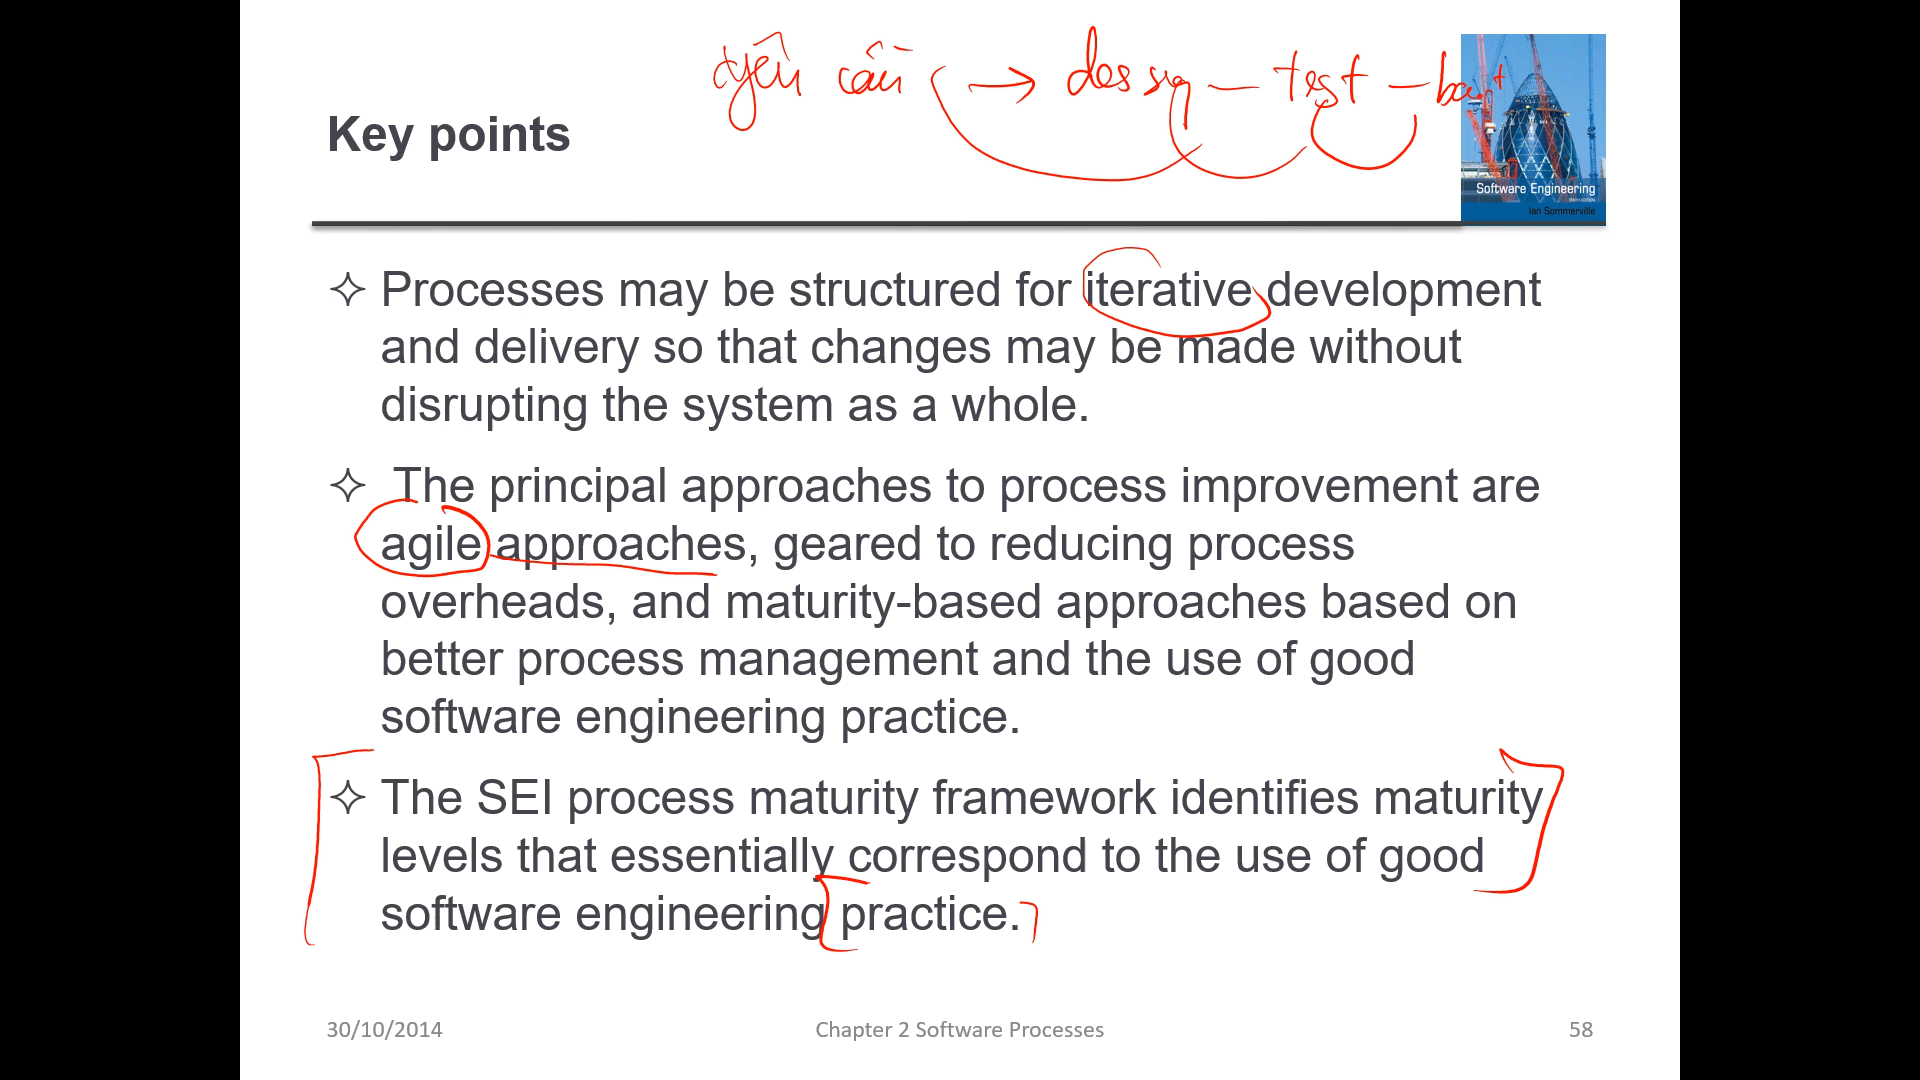 yêu cầu → design — test —
Key points
Software Engineering
Ian Sommerville
✧ Processes may be structured for iterative development
and delivery so that changes may be made without
disrupting the system as a whole.
✧ The principal approaches to process improvement are
agile approaches, geared to reducing process
overheads, and maturity-based approaches based on
better process management and the use of good
software engineering practice.
✧ The SEI process maturity framework identifies maturity
levels that essentially correspond to the use of good
software engineering practice.
30/10/2014
Chapter 2 Software Processes
58